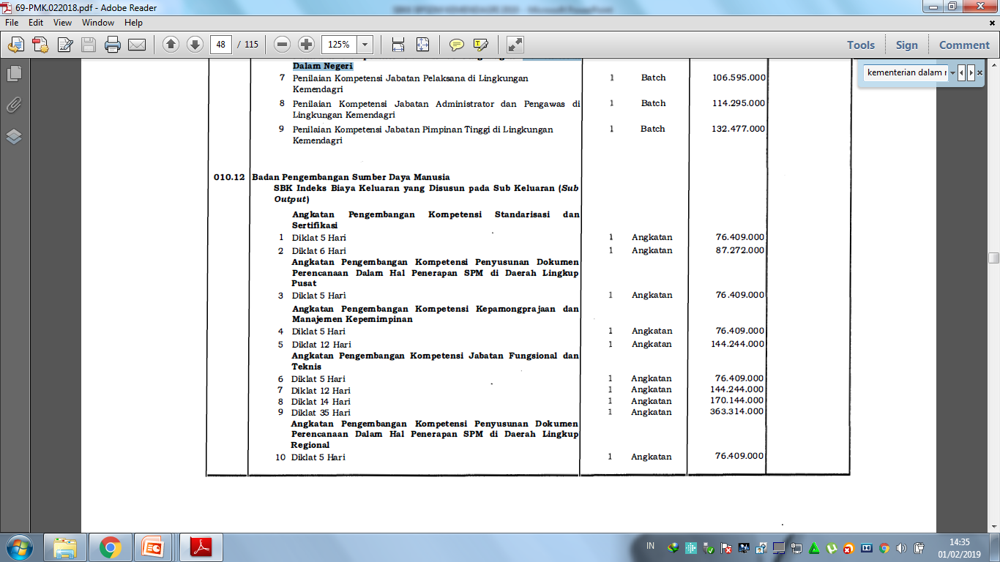 69-PMK.022018.pdf - Adobe Reader
File Edit View Window Help
48 / 115 125% Tools Sign Comment
kementerian dalam
Dalam Negeri
7 Penilaian Kompetensi Jabatan Pelaksana di Lingkungan 1 Batch 106.595.000
Kemendagri
8 Penilaian Kompetensi Jabatan Administrator dan Pengawas di 1 Batch 114.295.000
Lingkungan Kemendagri
9 Penilaian Kompetensi Jabatan Pimpinan Tinggi di Lingkungan 1 Batch 132.477.000
Kemendagri
010.12 Badan Pengembangan Sumber Daya Manusia
SBK Indeks Biaya Keluaran yang Disusun pada Sub Keluaran (Sub
Output)
Angkatan Pengembangan Kompetensi Standarisasi dan
Sertifikasi
1 Diklat 5 Hari 1 Angkatan 76.409.000
2 Diklat 6 Hari 1 Angkatan 87.272.000
Angkatan Pengembangan Kompetensi Penyusunan Dokumen
Perencanaan Dalam Hal Penerapan SPM di Daerah Lingkup
Pusat
3 Diklat 5 Hari 1 Angkatan 76.409.000
Angkatan Pengembangan Kompetensi Kepamongprajaan dan
Manajemen Kepemimpinan
4 Diklat 5 Hari 1 Angkatan 76.409.000
5 Diklat 12 Hari 1 Angkatan 144.244.000
Angkatan Pengembangan Kompetensi Jabatan Fungsional dan
Teknis
6 Diklat 5 Hari 1 Angkatan 76.409.000
7 Diklat 12 Hari 1 Angkatan 144.244.000
8 Diklat 14 Hari 1 Angkatan 170.144.000
9 Diklat 35 Hari 1 Angkatan 363.314.000
Angkatan Pengembangan Kompetensi Penyusunan Dokumen
Perencanaan Dalam Hal Penerapan SPM di Daerah Lingkup
Regional
10 Diklat 5 Hari 1 Angkatan 76.409.000
IN 14:35
01/02/2019